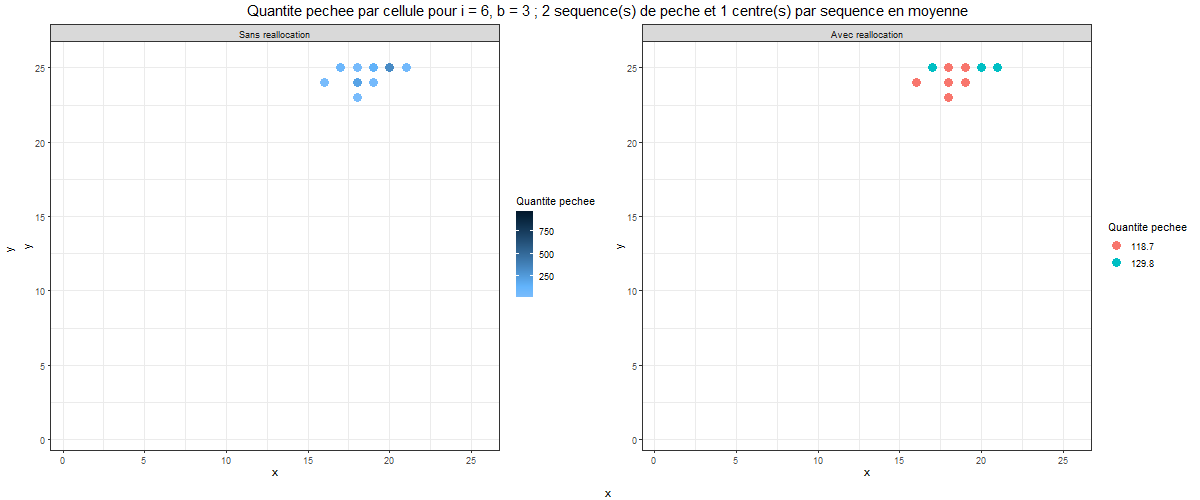 Quantite pechee par cellule pour i = 6, b = 3 ; 2 sequence(s) de peche et 1 centre(s) par sequence en moyenne
Sans reallocation
25
20
15
10
5
0
y
y
0 5 10 15 20 25
x
Quantite pechee
750
500
250
Avec reallocation
25
20
15
10
5
0
y
0 5 10 15 20 25
x
Quantite pechee
118.7
129.8
x